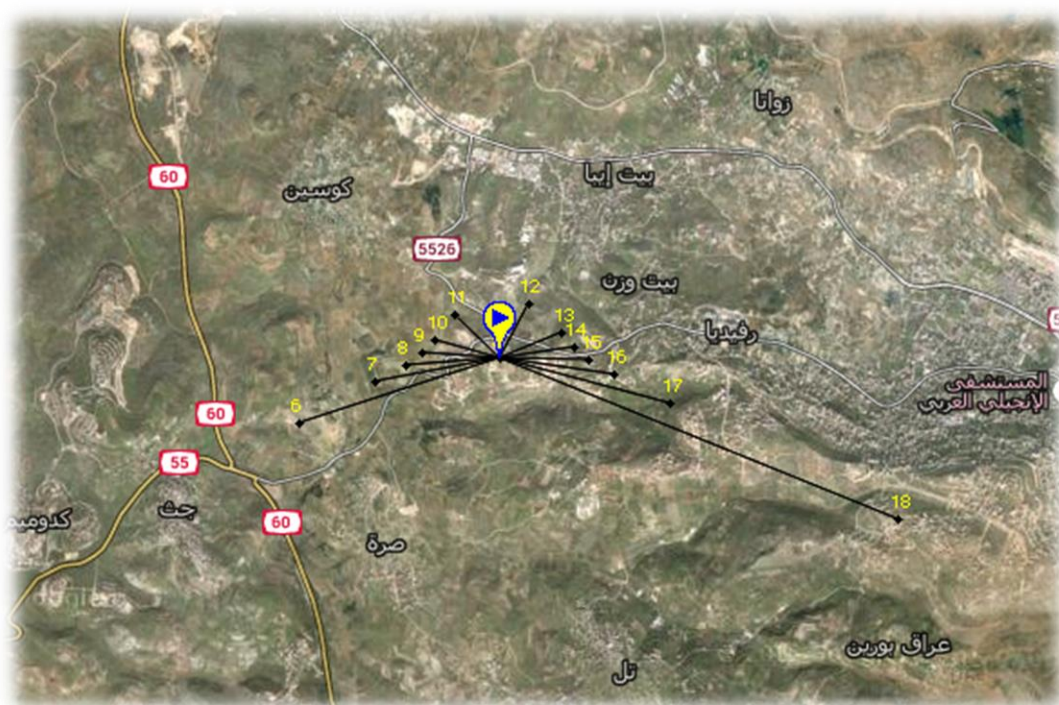 زواتا
60
بيت إيبا
كوسين
5526
بيت وزن
12
11
13
رفيديا
10
14
9
15
8
16
7
17
المستشفى
الإنجيلي العربي
6
60
55
18
جث
كدوميم
60
صرة
عراق بورين
تل